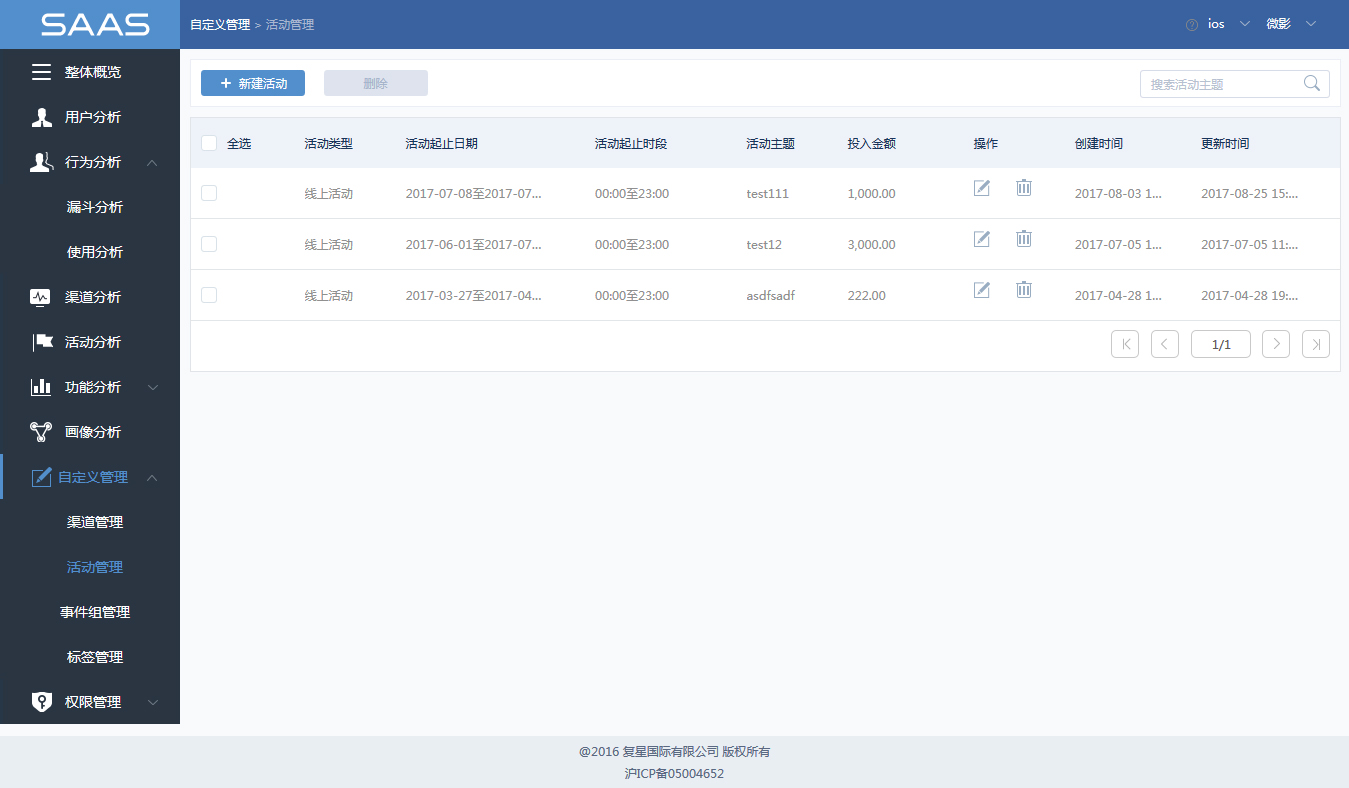 SAAS
自定义管理 > 活动管理
ios
微影
整体概览
用户分析
行为分析
漏斗分析
使用分析
渠道分析
活动分析
功能分析
画像分析
自定义管理
渠道管理
活动管理
事件组管理
标签管理
权限管理
+ 新建活动
删除
搜索活动主题
全选 活动类型 活动起止日期 活动起止时段 活动主题 投入金额 操作 创建时间 更新时间
线上活动 2017-07-08至2017-07... 00:00至23:00 test111 1,000.00 2017-08-03 1... 2017-08-25 15:...
线上活动 2017-06-01至2017-07... 00:00至23:00 test12 3,000.00 2017-07-05 1... 2017-07-05 11:...
线上活动 2017-03-27至2017-04... 00:00至23:00 asdfsadf 222.00 2017-04-28 1... 2017-04-28 19:...
1/1
@2016 复星国际有限公司 版权所有
沪ICP备05004652